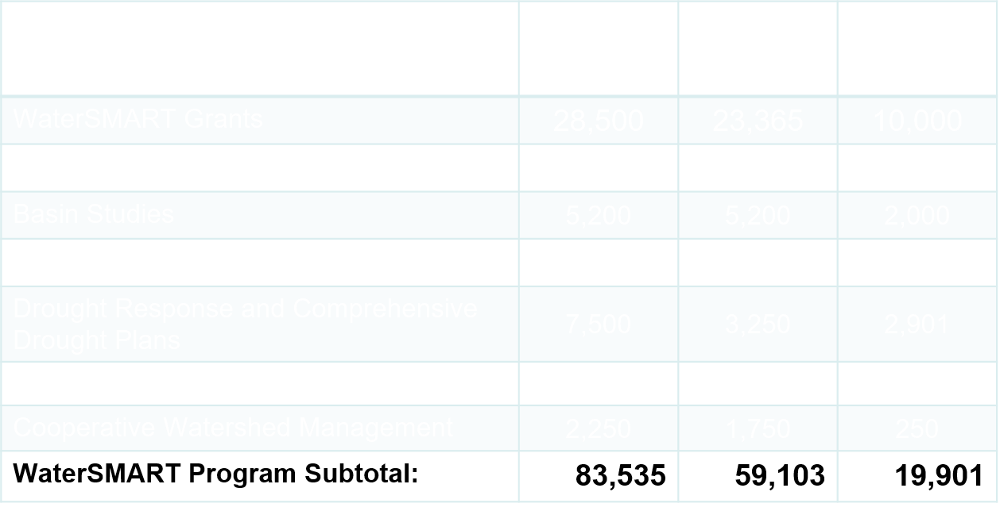 WaterSMART Grants 28,500 23,365 10,000
Basin Studies 5,200 5,200 2,000
Drought Response and Comprehensive
Drought Plans 7,500 3,250 2,901
Cooperative Watershed Management 2,250 1,750 250
WaterSMART Program Subtotal: 83,535 59,103 19,901